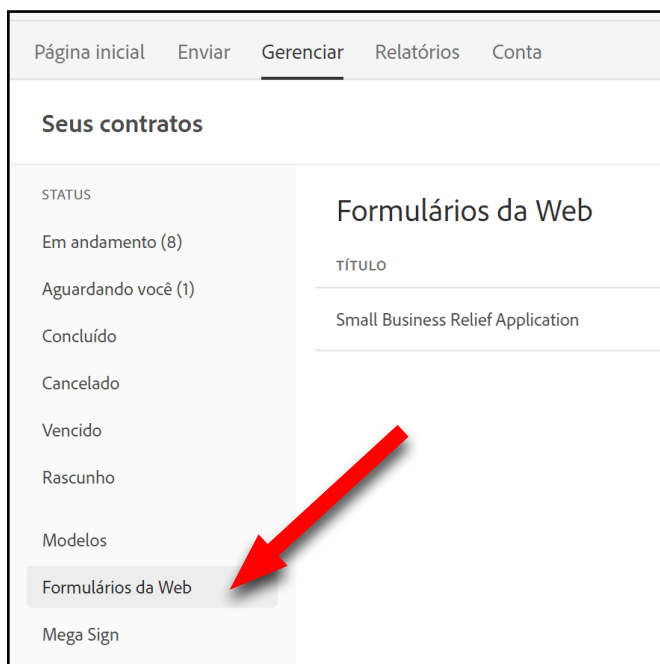 Página inicial Enviar Gerenciar Relatórios Conta
Seus contratos
STATUS
Em andamento (8)
Aguardando você (1)
Concluído
Cancelado
Vencido
Rascunho
Modelos
Formulários da Web
Mega Sign
Formulários da Web
TÍTULO
Small Business Relief Application